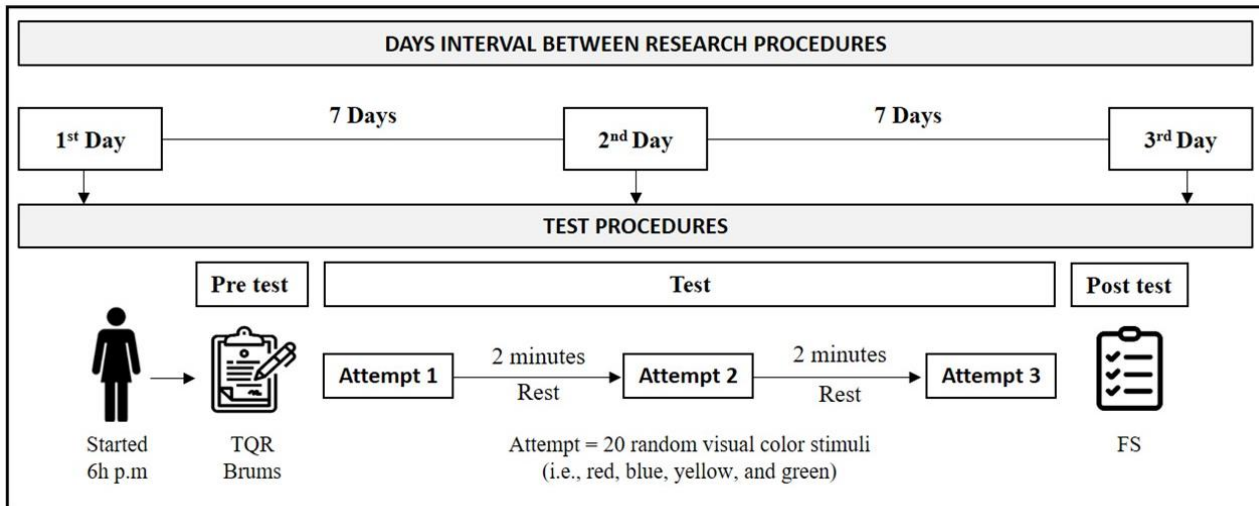 DAYS INTERVAL BETWEEN RESEARCH PROCEDURES
1st Day
7 Days
2nd Day
7 Days
3rd Day
TEST PROCEDURES
Pre test
Test
Post test
Attempt 1
2 minutes
Rest
Attempt 2
2 minutes
Rest
Attempt 3
Started
6h p.m
TQR
Brums
Attempt = 20 random visual color stimuli
(i.e., red, blue, yellow, and green)
FS